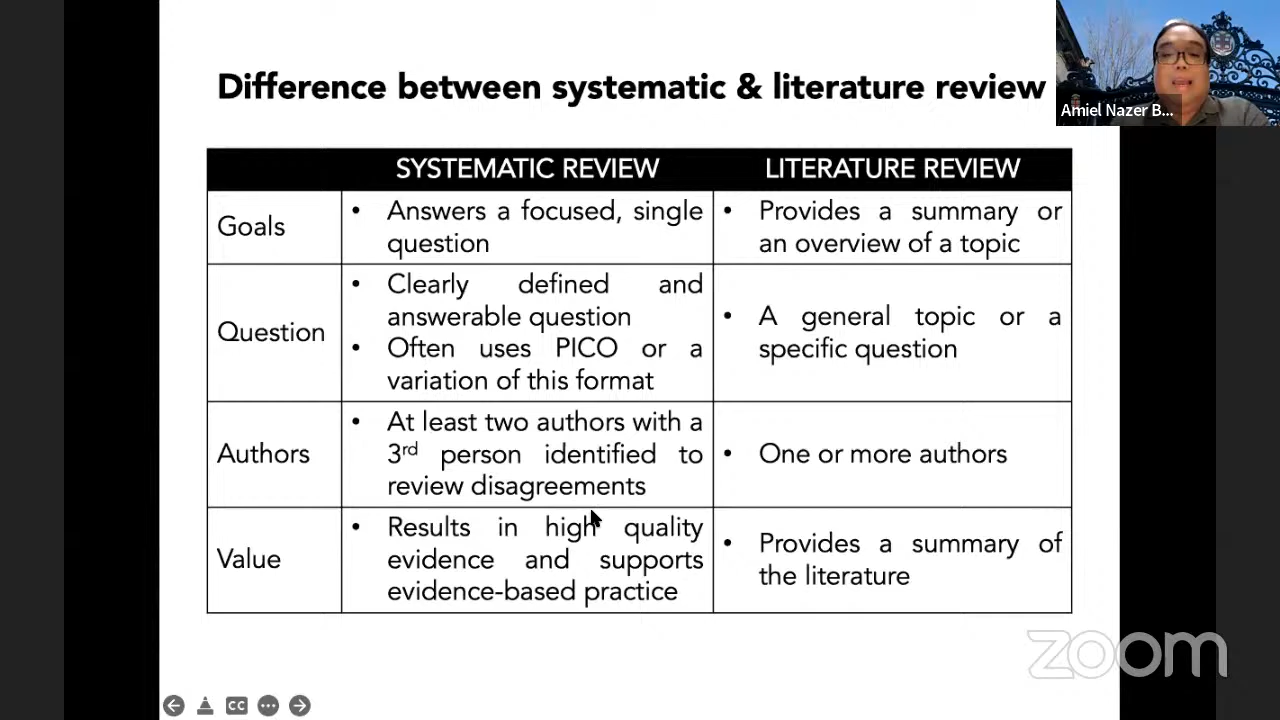 Difference between systematic & literature review
Amiel Nazer B...
SYSTEMATIC REVIEW
LITERATURE REVIEW
Goals
• Answers a focused, single
question
• Provides a summary or
an overview of a topic
Question
• Clearly defined and
answerable question
• Often uses PICO or a
variation of this format
• A general topic or a
specific question
Authors
• At least two authors with a
3rd person identified to
review disagreements
• One or more authors
Value
• Results in high quality
evidence and supports
evidence-based practice
• Provides a summary of
the literature
zoom
CC